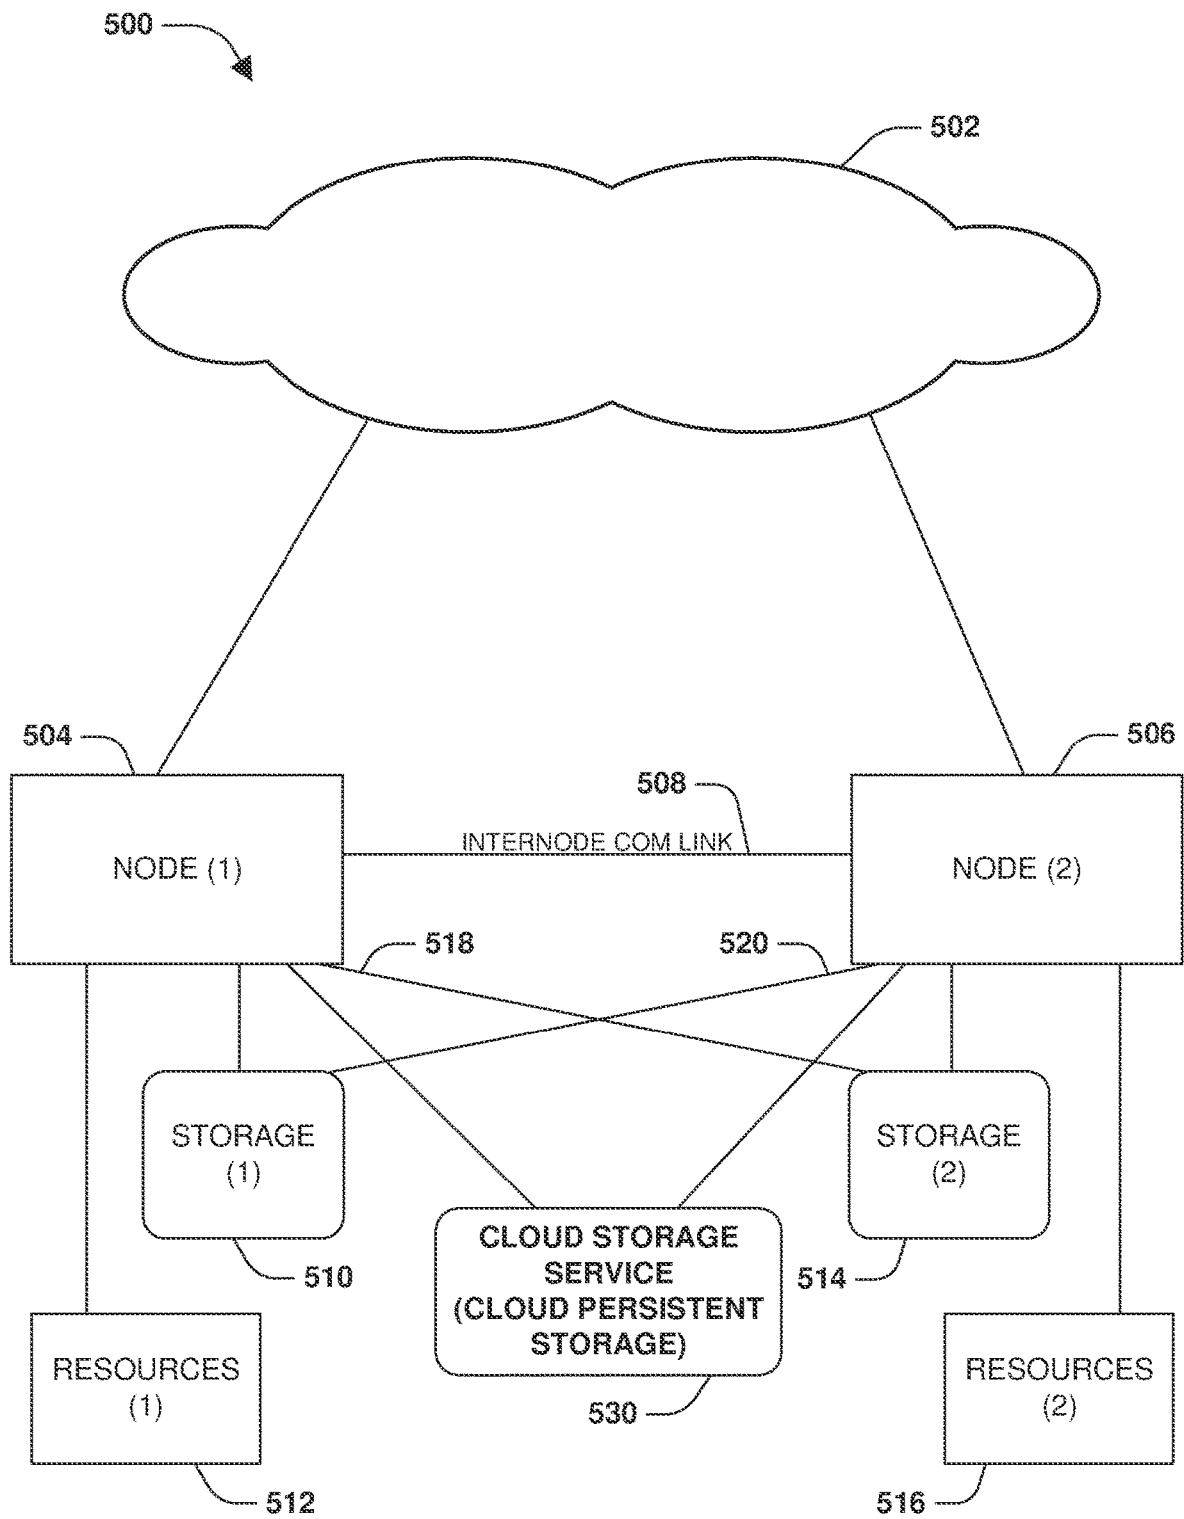 500
502
504
506
508
INTERNODE COM LINK
NODE (1)
NODE (2)
518
520
STORAGE
(1)
STORAGE
(2)
510
514
CLOUD STORAGE
SERVICE
(CLOUD PERSISTENT
STORAGE)
530
RESOURCES
(1)
RESOURCES
(2)
512
516